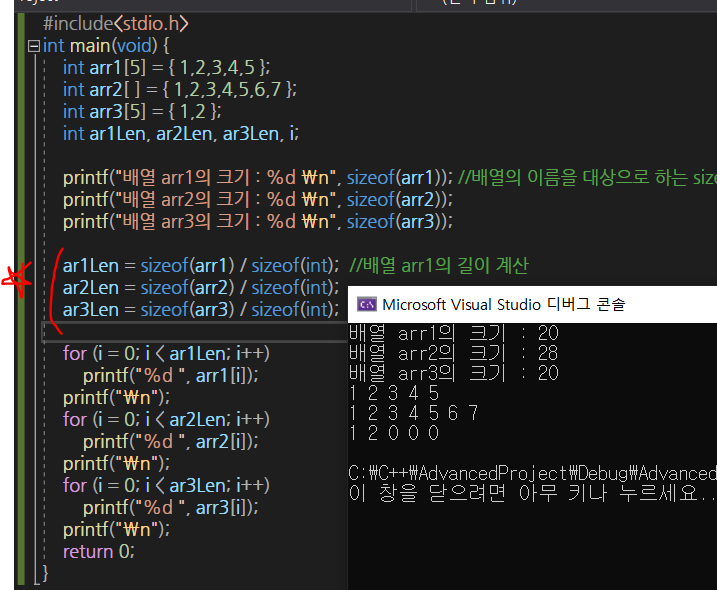 #include<stdio.h>
int main(void) {
int arr1[5] = { 1,2,3,4,5 };
int arr2[ ] = { 1,2,3,4,5,6,7 };
int arr3[5] = { 1,2 };
int ar1Len, ar2Len, ar3Len, i;
printf("배열 arr1의 크기 : %d ₩n", sizeof(arr1)); //배열의 이름을 대상으로 하는 size
printf("배열 arr2의 크기 : %d ₩n", sizeof(arr2));
printf("배열 arr3의 크기 : %d ₩n", sizeof(arr3));
ar1Len = sizeof(arr1) / sizeof(int); //배열 arr1의 길이 계산
ar2Len = sizeof(arr2) / sizeof(int);
ar3Len = sizeof(arr3) / sizeof(int);
for (i = 0; i < ar1Len; i++)
printf("%d ", arr1[i]);
printf("₩n");
for (i = 0; i < ar2Len; i++)
printf("%d ", arr2[i]);
printf("₩n");
for (i = 0; i < ar3Len; i++)
printf("%d ", arr3[i]);
printf("₩n");
return 0;
}
Microsoft Visual Studio 디버그 콘솔
배열 arr1의 크기 : 20
배열 arr2의 크기 : 28
배열 arr3의 크기 : 20
1 2 3 4 5
1 2 3 4 5 6 7
1 2 0 0 0
C:₩C++₩AdvancedProject₩Debug₩Advanced
이 창을 닫으려면 아무 키나 누르세요..